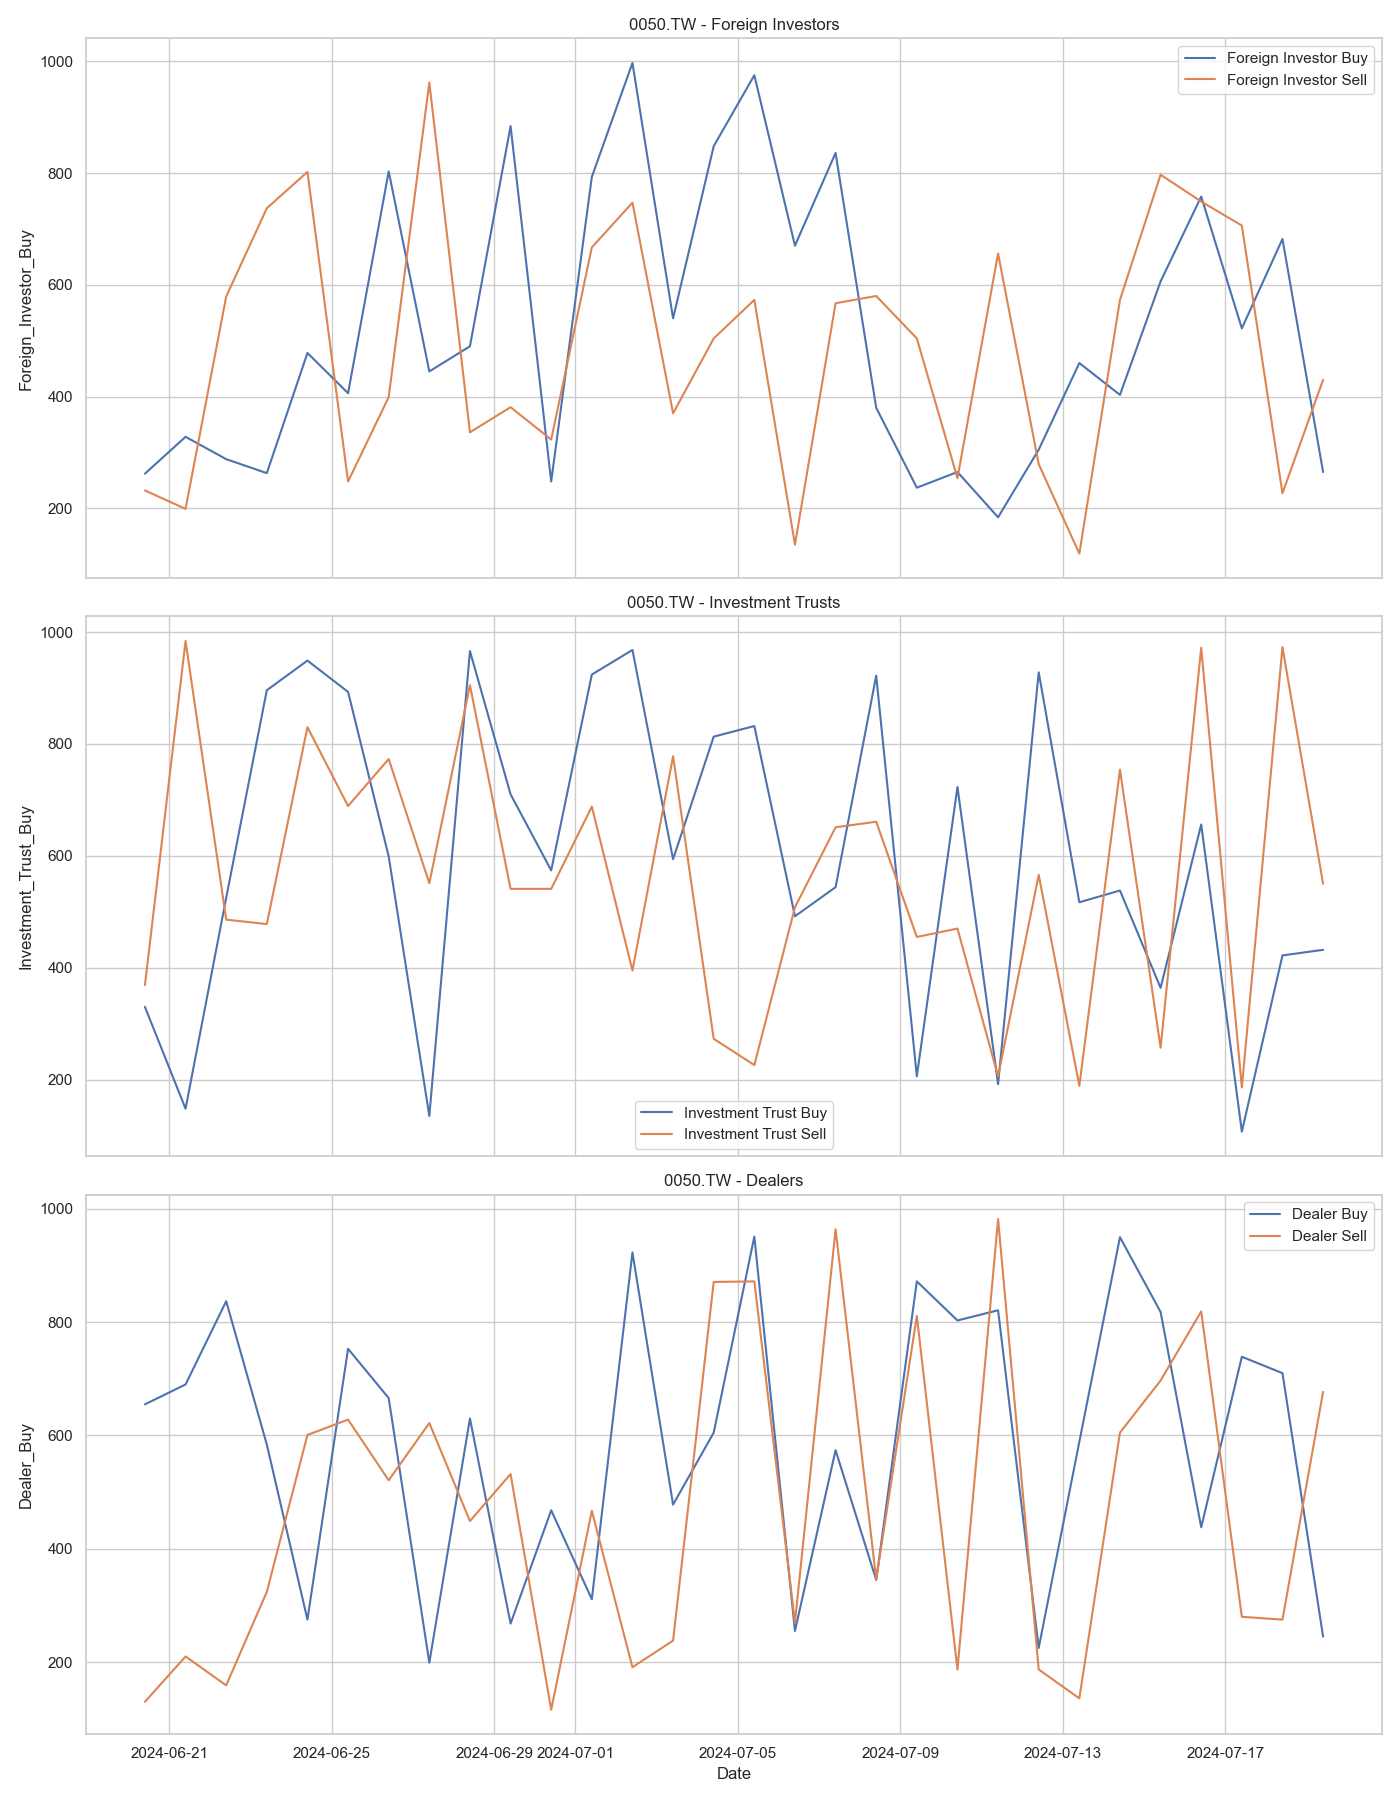 0050.TW - Foreign Investors
Foreign_Investor_Buy
1000
800
600
400
200
Foreign Investor Buy
Foreign Investor Sell
0050.TW - Investment Trusts
Investment_Trust_Buy
1000
800
600
400
200
Investment Trust Buy
Investment Trust Sell
0050.TW - Dealers
Dealer_Buy
1000
800
600
400
200
Dealer Buy
Dealer Sell
2024-06-21 2024-06-25 2024-06-29 2024-07-01 2024-07-05 2024-07-09 2024-07-13 2024-07-17
Date